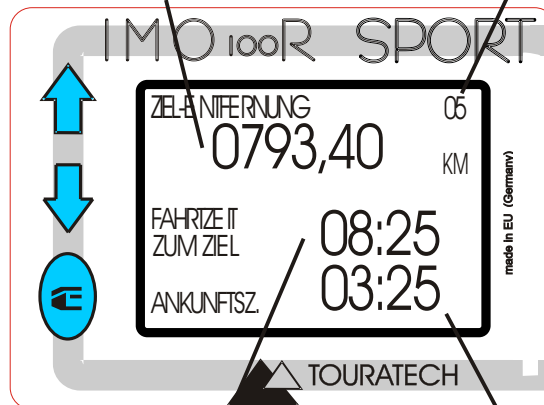 IMO 100R SPORT
ZIEL-ENTFERNUNG 05
0793,40 KM
FAHRTZEIT
ZUM ZIEL 08:25
ANKUNFTSZ. 03:25
made in EU (Germany)
TOURATECH